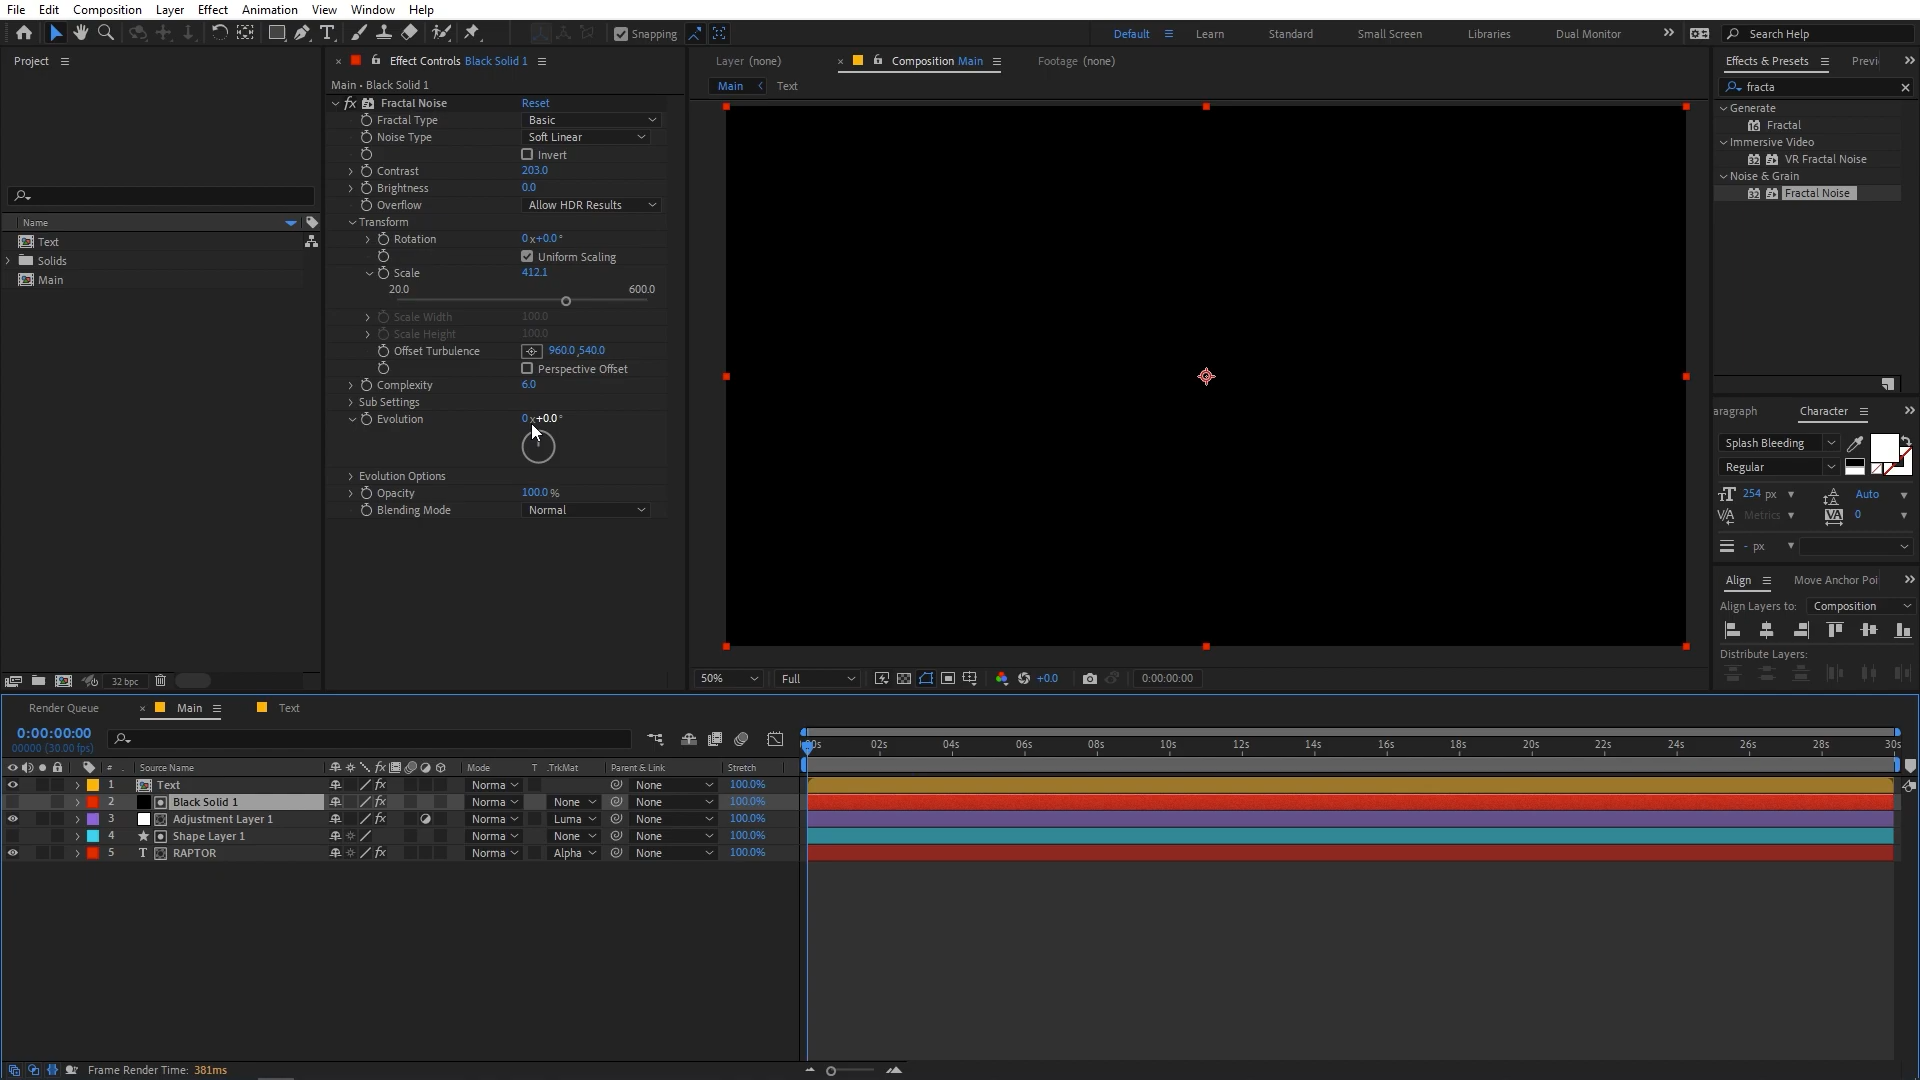 File Edit Composition Layer Effect Animation View Window Help
Snapping
Default Learn Standard Small Screen Libraries Dual Monitor Search Help
Project
Effect Controls Black Solid 1
Main • Black Solid 1
Fractal Noise Reset
Fractal Type Basic
Noise Type Soft Linear
Invert
Contrast 203.0
Brightness 0.0
Overflow Allow HDR Results
Transform
Rotation 0x+0.0°
Uniform Scaling
Scale 412.1
20.0 600.0
Scale Width 100.0
Scale Height 100.0
Offset Turbulence 960.0,540.0
Perspective Offset
Complexity 6.0
Sub Settings
Evolution 0x+0.0°
Evolution Options
Opacity 100.0 %
Blending Mode Normal
Name
Text
Solids
Main
32 bpc
Layer (none) Composition Main Footage (none)
Main Text
50% Full +0.0 0:00:00:00
Effects & Presets Previ
fracta
Generate
16 Fractal
Immersive Video
32 VR Fractal Noise
Noise & Grain
32 Fractal Noise
aragraph Character
Splash Bleeding
Regular
254 px Auto
Metrics 0
- px
Align Move Anchor Poi
Align Layers to: Composition
Distribute Layers:
Render Queue Main Text
0:00:00:00
00000 (30.00 fps)
# Source Name Mode T .TrkMat Parent & Link Stretch
:00s 02s 04s 06s 08s 10s 12s 14s 16s 18s 20s 22s 24s 26s 28s 30s
1 Text Norma None 100.0%
2 Black Solid 1 Norma None None 100.0%
3 Adjustment Layer 1 Norma Luma None 100.0%
4 Shape Layer 1 Norma None None 100.0%
5 RAPTOR Norma Alpha None 100.0%
Frame Render Time: 381ms